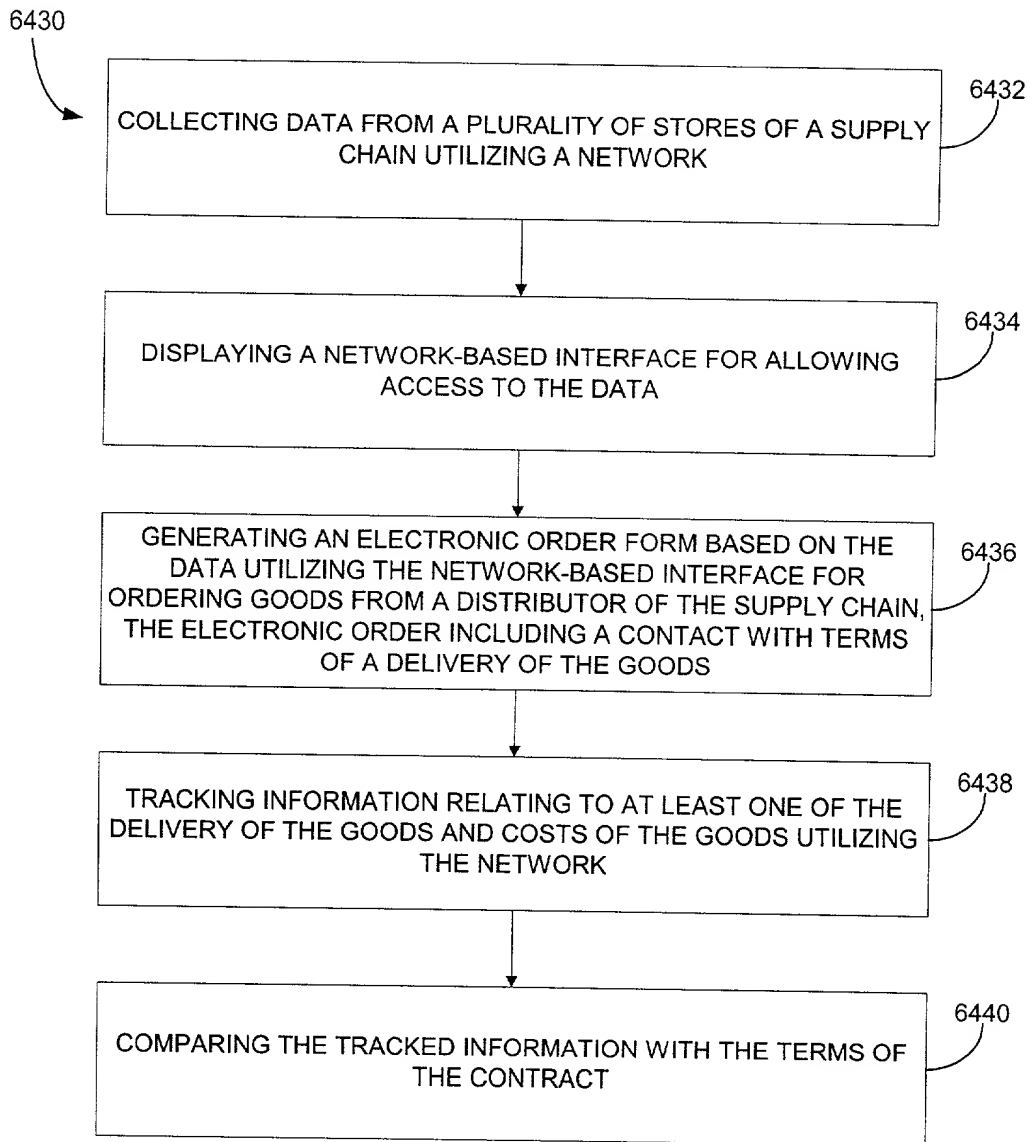 6430
6432
COLLECTING DATA FROM A PLURALITY OF STORES OF A SUPPLY
CHAIN UTILIZING A NETWORK
6434
DISPLAYING A NETWORK-BASED INTERFACE FOR ALLOWING
ACCESS TO THE DATA
6436
GENERATING AN ELECTRONIC ORDER FORM BASED ON THE
DATA UTILIZING THE NETWORK-BASED INTERFACE FOR
ORDERING GOODS FROM A DISTRIBUTOR OF THE SUPPLY CHAIN,
THE ELECTRONIC ORDER INCLUDING A CONTACT WITH TERMS
OF A DELIVERY OF THE GOODS
6438
TRACKING INFORMATION RELATING TO AT LEAST ONE OF THE
DELIVERY OF THE GOODS AND COSTS OF THE GOODS UTILIZING
THE NETWORK
6440
COMPARING THE TRACKED INFORMATION WITH THE TERMS OF
THE CONTRACT